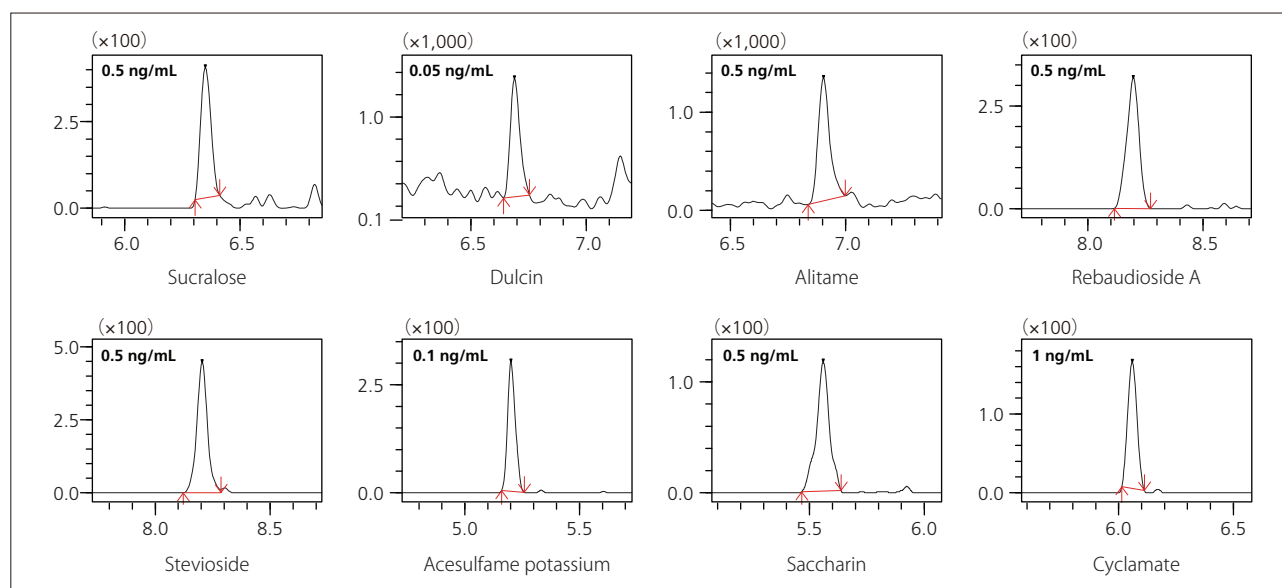 (×100)
0.5 ng/mL
2.5
0.0
6.0 6.5
Sucralose
(×1,000)
0.05 ng/mL
1.0
0.1
6.5 7.0
Dulcin
(×1,000)
0.5 ng/mL
1.0
0.0
6.5 7.0
Alitame
(×100)
0.5 ng/mL
2.5
0.0
8.0 8.5
Rebaudioside A
(×100)
5.0
0.5 ng/mL
2.5
0.0
8.0 8.5
Stevioside
(×100)
0.1 ng/mL
2.5
0.0
5.0 5.5
Acesulfame potassium
(×100)
0.5 ng/mL
1.0
0.0
5.5 6.0
Saccharin
(×100)
1 ng/mL
1.0
0.0
6.0 6.5
Cyclamate